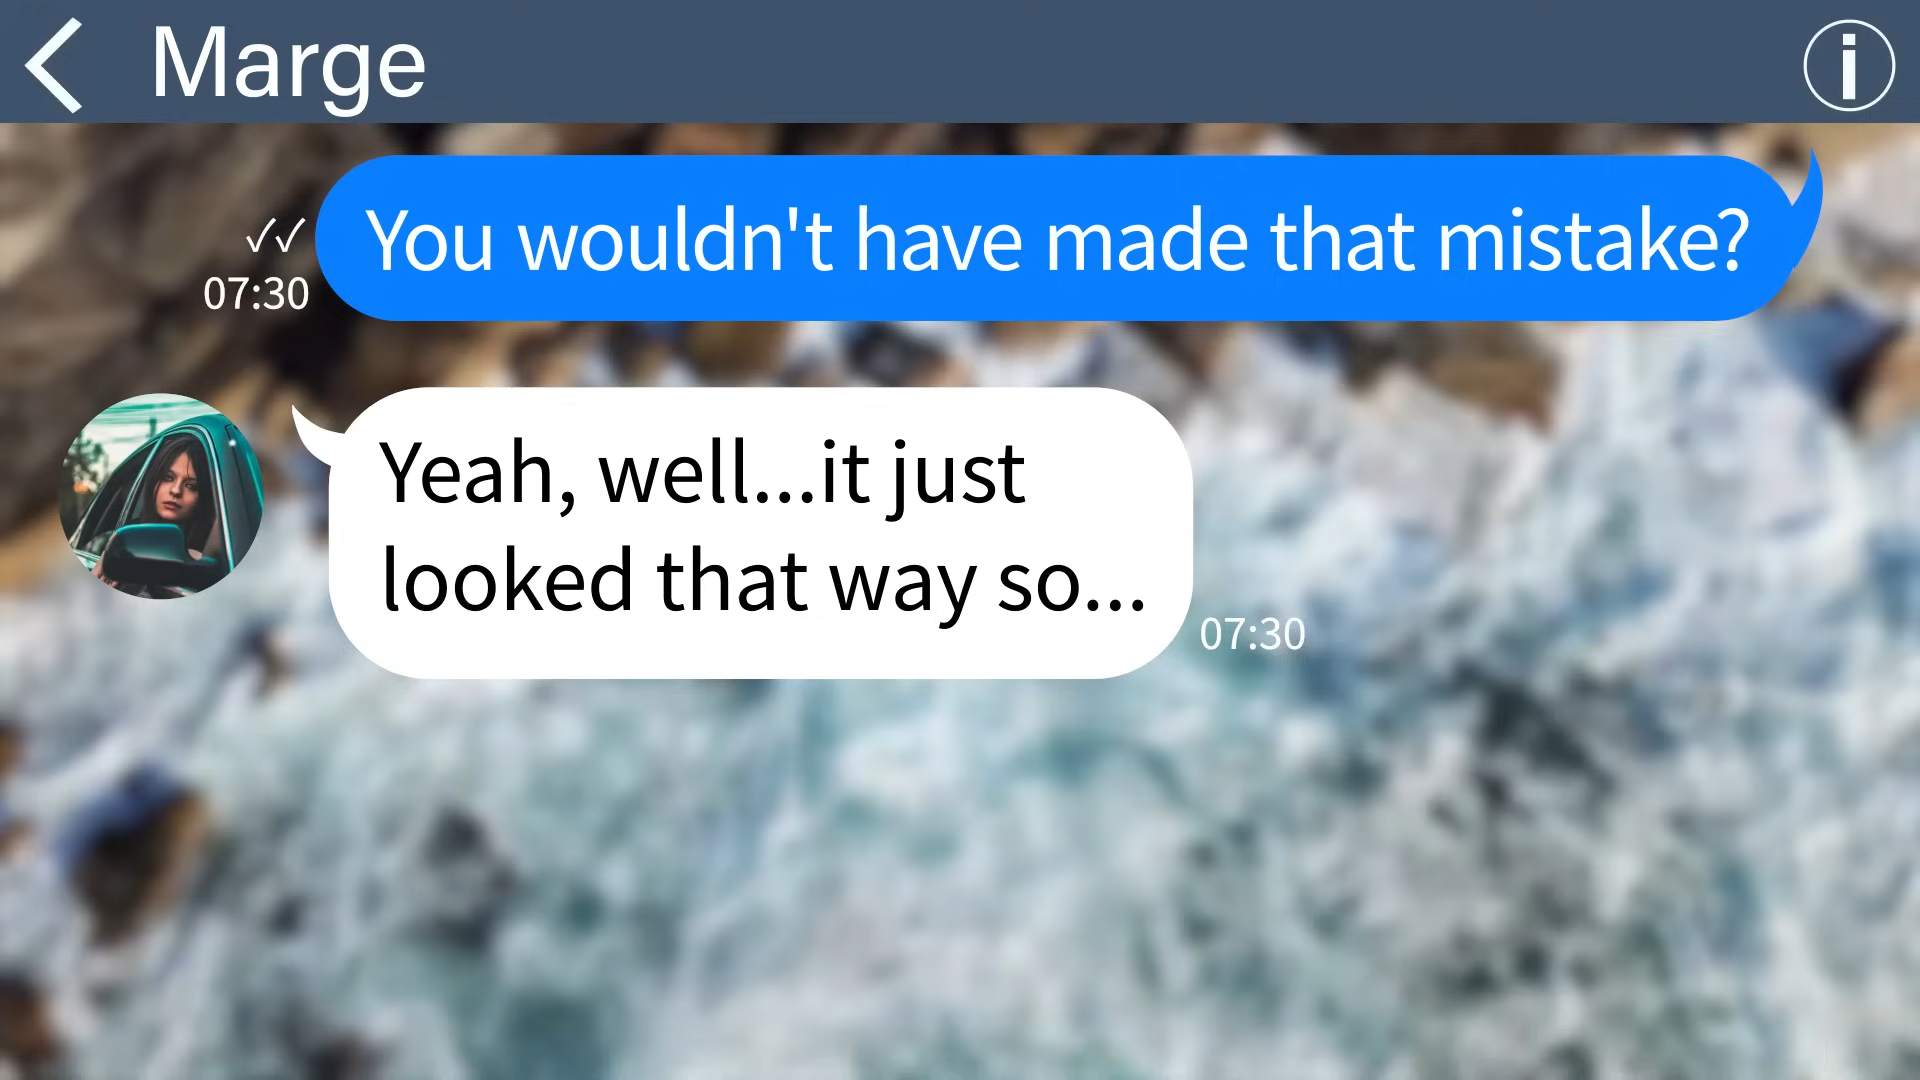 Marge
You wouldn't have made that mistake?
✓✓
07:30
Yeah, well...it just
looked that way so...
07:30